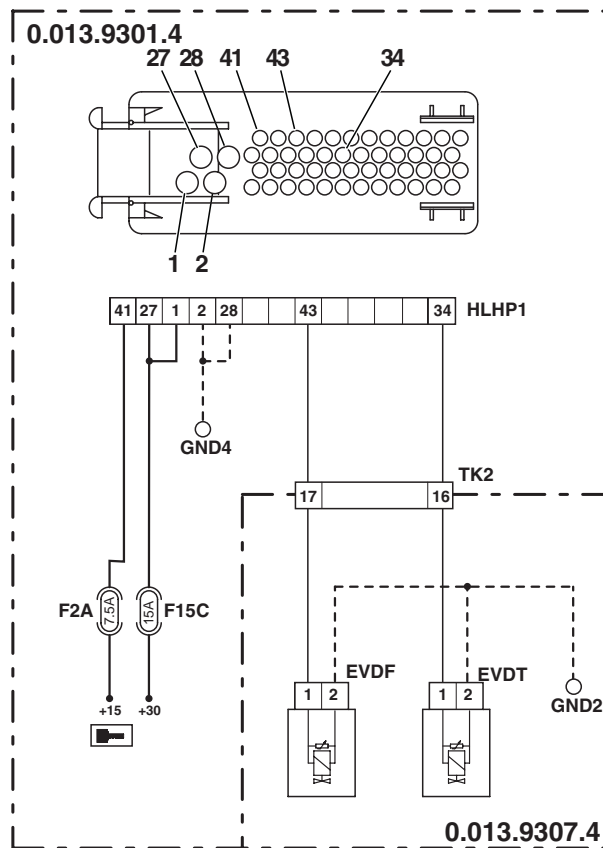 0.013.9301.4
27 28 41 43 34
1 2
41 27 1 2 28 43 34 HLHP1
GND4
TK2
17 16
F2A 7.5A 15A F15C
EVDF EVDT
1 2 1 2
GND2
+15 +30
0.013.9307.4